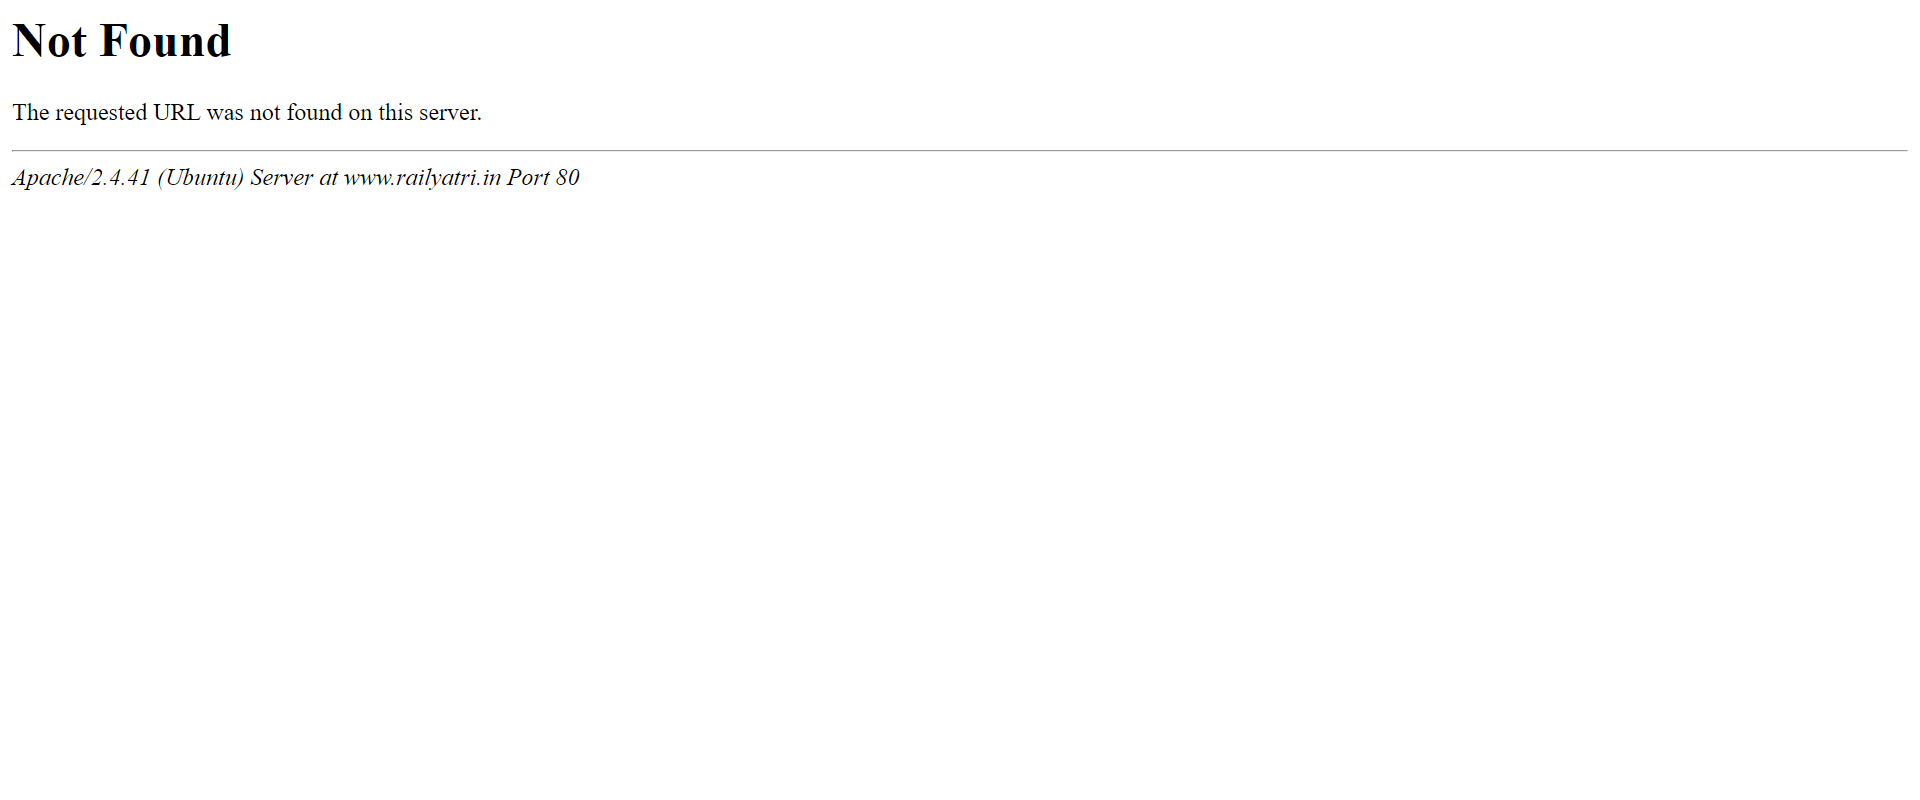 Not Found
The requested URL was not found on this server.
Apache/2.4.41 (Ubuntu) Server at www.railyatri.in Port 80